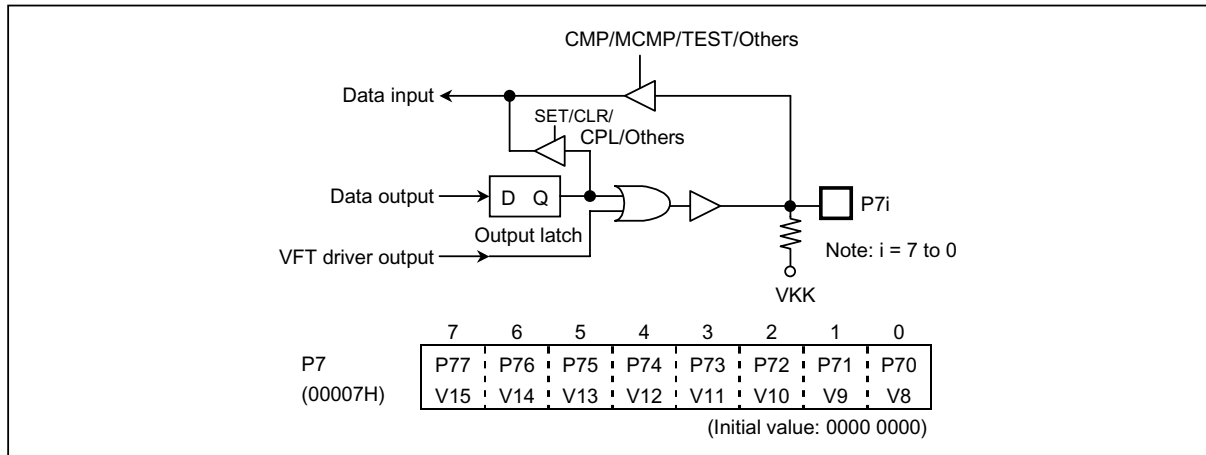 CMP/MCMP/TEST/Others
Data input
SET/CLR/
CPL/Others
Data output
D Q
P7i
Output latch
Note: i = 7 to 0
VFT driver output
VKK
7 6 5 4 3 2 1 0
P7 P77 P76 P75 P74 P73 P72 P71 P70
(00007H) V15 V14 V13 V12 V11 V10 V9 V8
(Initial value: 0000 0000)